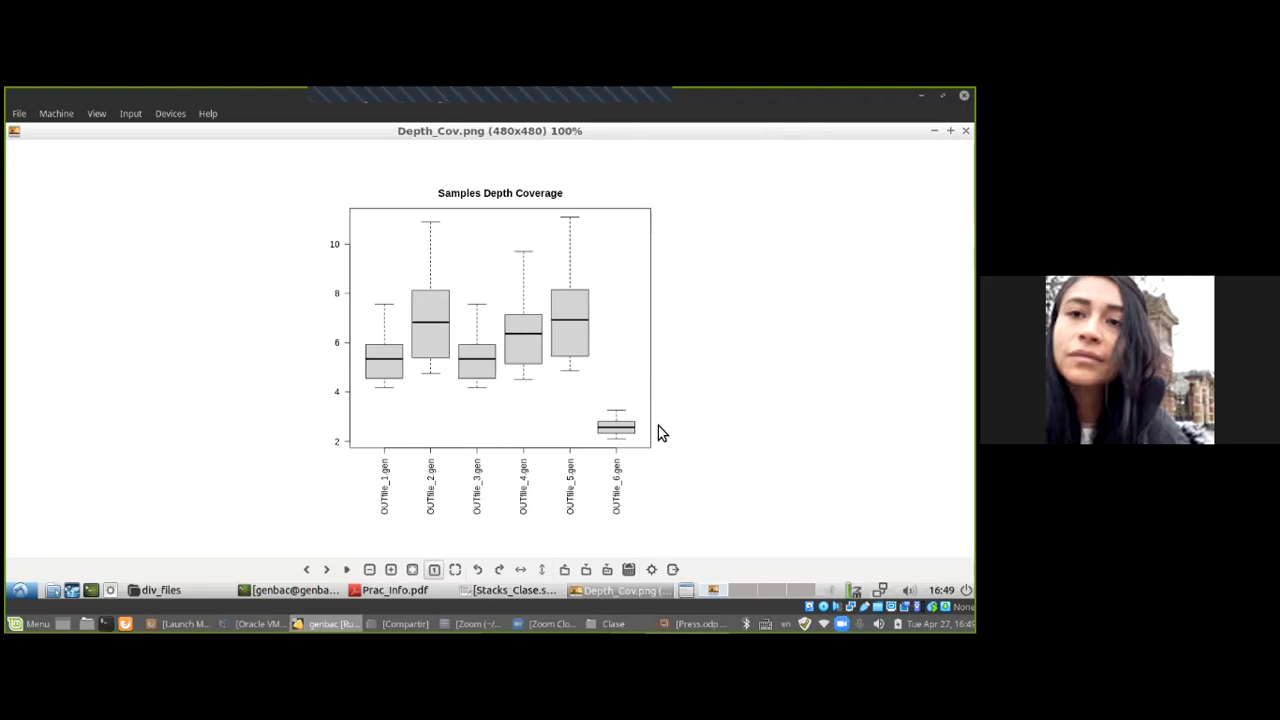 File Machine View Input Devices Help
Depth_Cov.png (480x480) 100%
Samples Depth Coverage
10
8
6
4
2
OUTfile_1.gen
OUTfile_2.gen
OUTfile_3.gen
OUTfile_4.gen
OUTfile_5.gen
OUTfile_6.gen
div_files [genbac@genba... Prac_Info.pdf [Stacks_Clase.s... Depth_Cov.png (... 16:49
None
Menu [Launch M... [Oracle VM... genbac [Ru... [Compartir] [Zoom (~/... [Zoom Clo... Clase [Press.odp ... en Tue Apr 27, 16:49